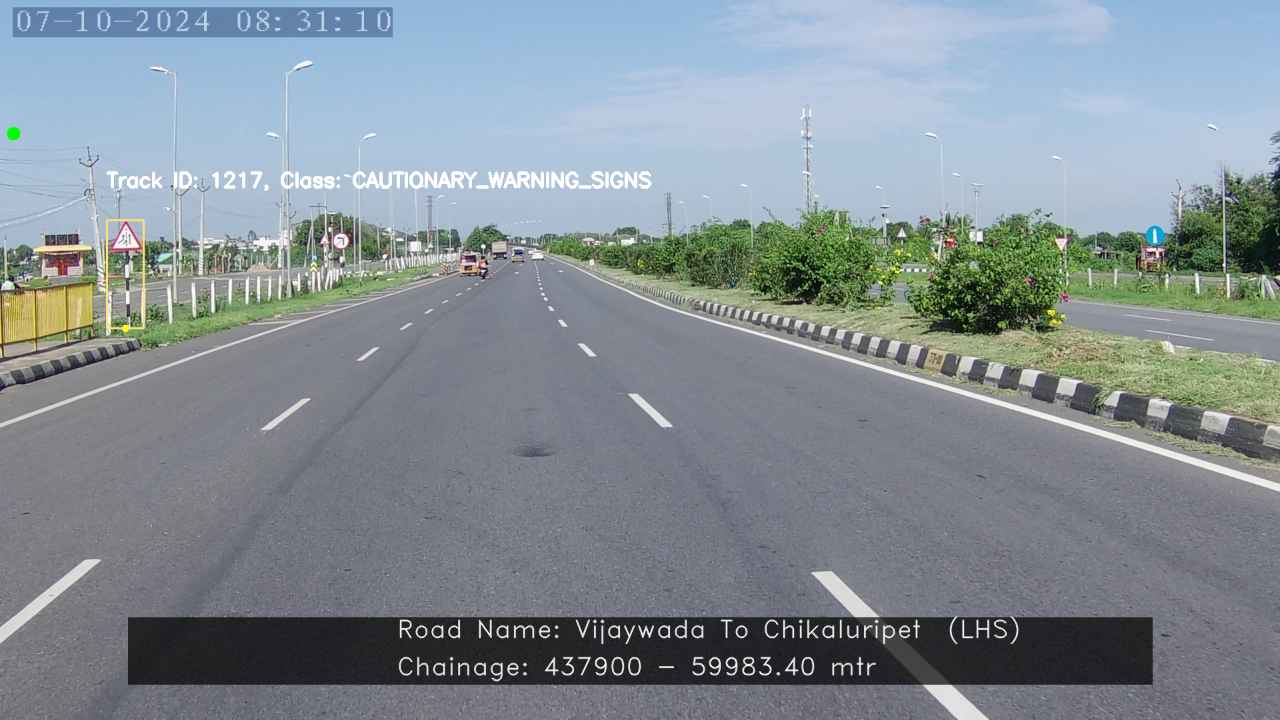 07-10-2024 08:31:10
Track ID: 1217, Class: CAUTIONARY_WARNING_SIGNS
Road Name: Vijaywada To Chikaluripet (LHS)
Chainage: 437900 - 59983.40 mtr